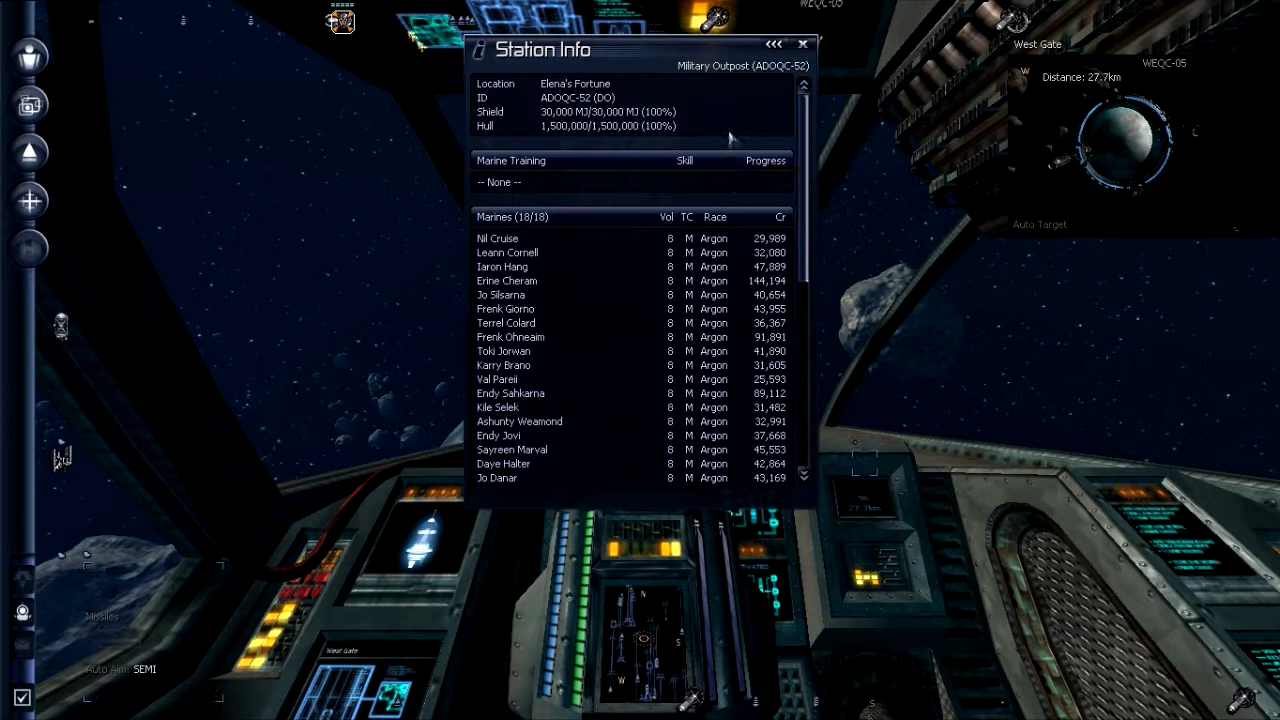 WEQC-05
Station Info
Military Outpost (ADOQC-52)
Location Elena's Fortune
ID ADOQC-52 (DO)
Shield 30,000 MJ/30,000 MJ (100%)
Hull 1,500,000/1,500,000 (100%)
Marine Training Skill Progress
-- None --
Marines (18/18) Vol TC Race Cr
Nil Cruise 8 M Argon 29,989
Leann Cornell 8 M Argon 32,080
Iaron Hang 8 M Argon 47,889
Erine Cheram 8 M Argon 144,194
Jo Silsarna 8 M Argon 40,654
Frenk Giorno 8 M Argon 43,955
Terrel Colard 8 M Argon 36,367
Frenk Ohneaim 8 M Argon 91,891
Toki Jorwan 8 M Argon 41,890
Karry Brano 8 M Argon 31,605
Val Pareii 8 M Argon 25,593
Endy Sahkarna 8 M Argon 89,112
Kile Selek 8 M Argon 31,482
Ashunty Weamond 8 M Argon 32,991
Endy Jovi 8 M Argon 37,668
Sayreen Marval 8 M Argon 45,553
Daye Halter 8 M Argon 42,864
Jo Danar 8 M Argon 43,169
West Gate
WEQC-05
W
Distance: 27.7km
Auto Target
27.7km
Missiles
Auto Aim: SEMI
West Gate
N
S
W
S